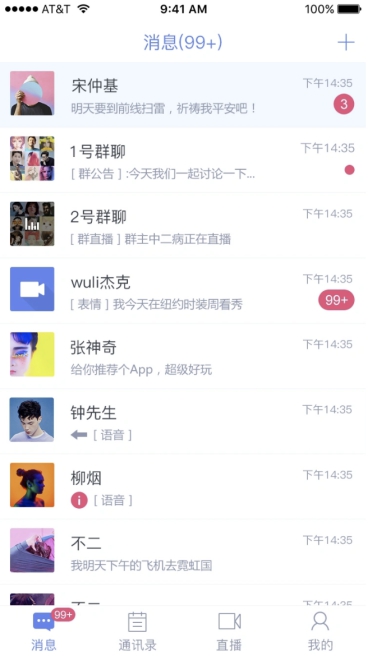 AT&T
9:41 AM
100%
消息(99+)
宋仲基
下午14:35
明天要到前线扫雷，祈祷我平安吧！
3
1号群聊
下午14:35
[ 群公告 ] :今天我们一起讨论一下...
2号群聊
下午14:35
[ 群直播 ] 群主中二病正在直播
wuli杰克
下午14:35
[ 表情 ] 我今天在纽约时装周看秀
99+
张神奇
下午14:35
给你推荐个App，超级好玩
钟先生
下午14:35
[ 语音 ]
柳烟
下午14:35
[ 语音 ]
不二
下午14:35
我明天下午的飞机去霓虹国
不二
下午14:35
99+
消息
通讯录
直播
我的